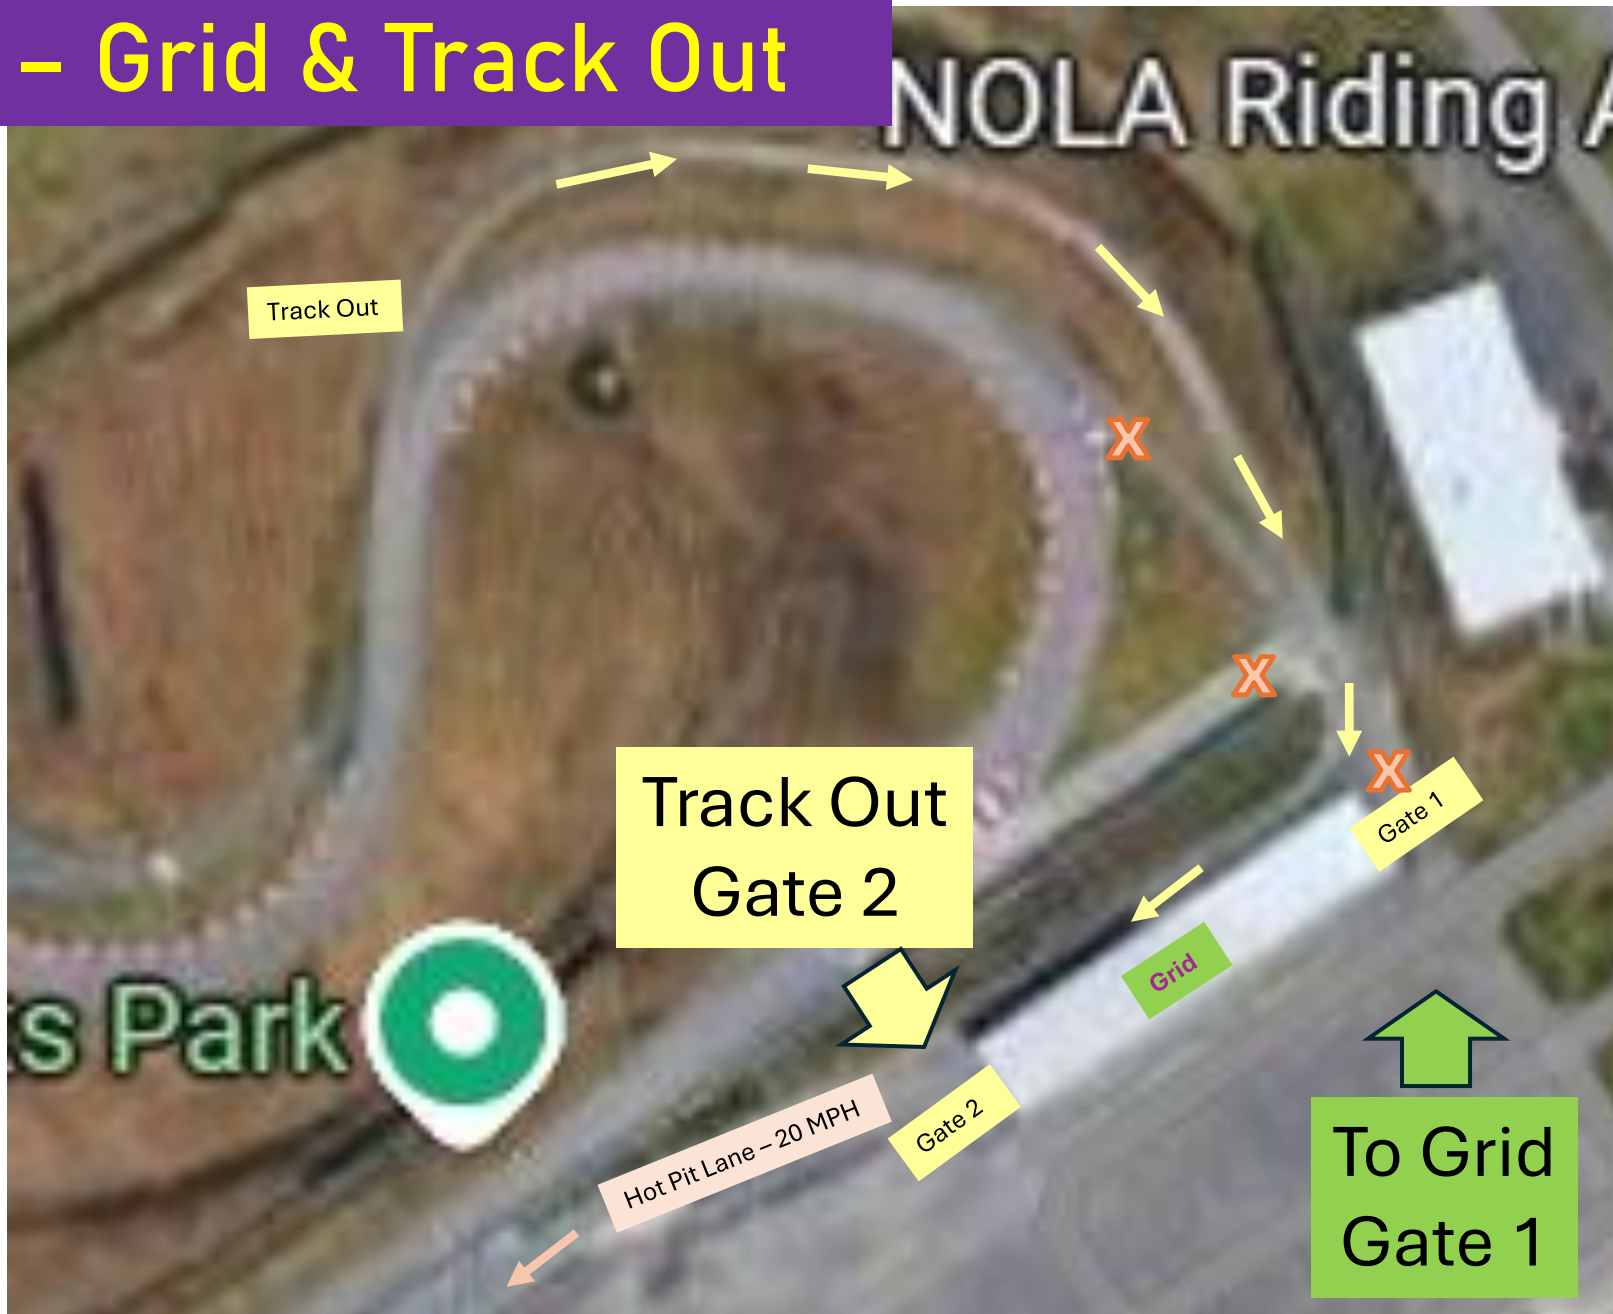 – Grid & Track Out
NOLA Riding A
Track Out
X
X
X
Gate 1
Track Out
Gate 2
Grid
s Park
Hot Pit Lane – 20 MPH
Gate 2
To Grid
Gate 1